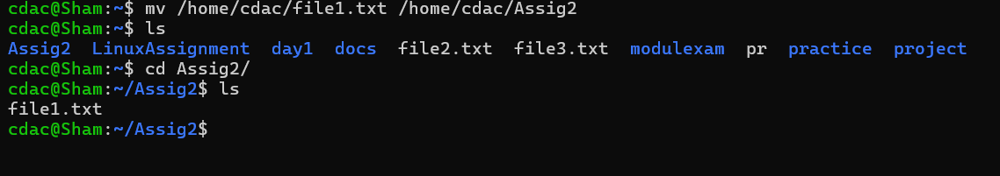 cdac@Sham:~$ mv /home/cdac/file1.txt /home/cdac/Assig2
cdac@Sham:~$ ls
Assig2  LinuxAssignment  day1  docs  file2.txt  file3.txt  modulexam  pr  practice  project
cdac@Sham:~$ cd Assig2/
cdac@Sham:~/Assig2$ ls
file1.txt
cdac@Sham:~/Assig2$